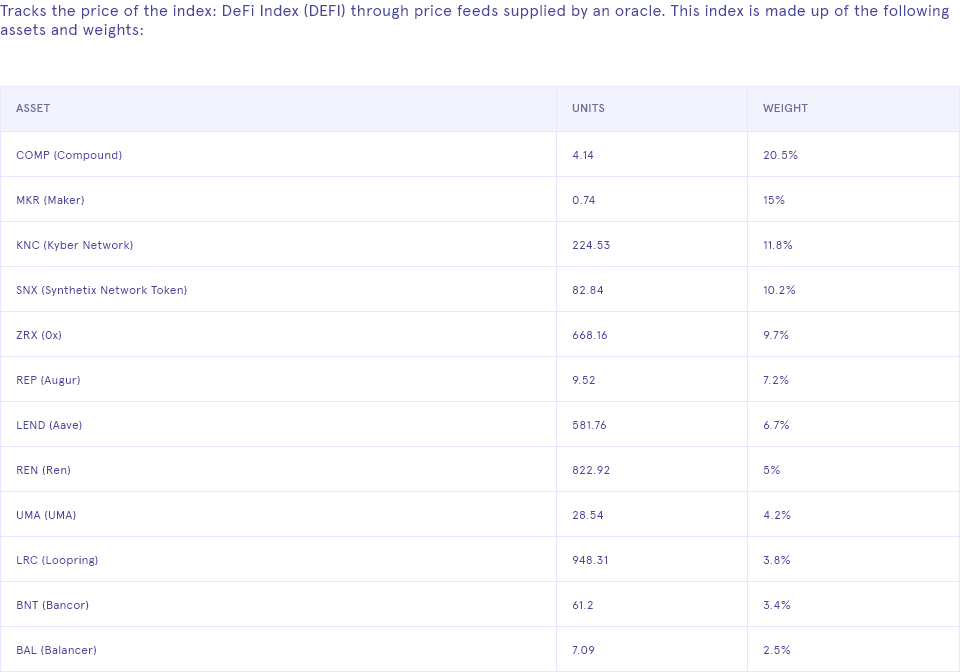 Tracks the price of the index: DeFi Index (DEFI) through price feeds supplied by an oracle. This index is made up of the following
assets and weights:
ASSET UNITS WEIGHT
COMP (Compound) 4.14 20.5%
MKR (Maker) 0.74 15%
KNC (Kyber Network) 224.53 11.8%
SNX (Synthetix Network Token) 82.84 10.2%
ZRX (0x) 668.16 9.7%
REP (Augur) 9.52 7.2%
LEND (Aave) 581.76 6.7%
REN (Ren) 822.92 5%
UMA (UMA) 28.54 4.2%
LRC (Loopring) 948.31 3.8%
BNT (Bancor) 61.2 3.4%
BAL (Balancer) 7.09 2.5%